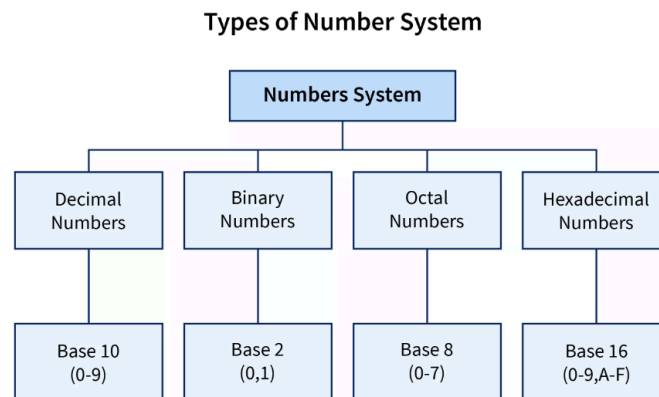 Types of Number System
Numbers System
Decimal
Numbers
Binary
Numbers
Octal
Numbers
Hexadecimal
Numbers
Base 10
(0-9)
Base 2
(0,1)
Base 8
(0-7)
Base 16
(0-9,A-F)